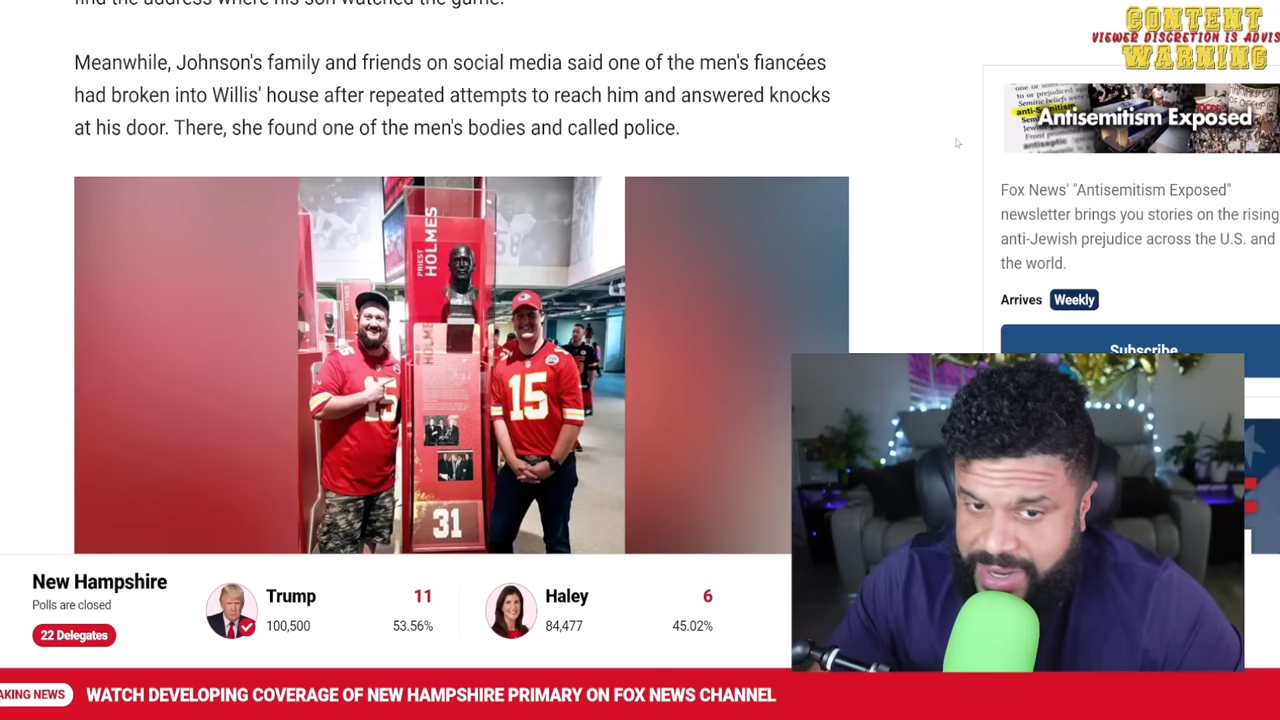 find the address where his son watched the game.
CONTENT
VIEWER DISCRETION IS ADVIS
WARNING
Meanwhile, Johnson's family and friends on social media said one of the men's fiancées
had broken into Willis' house after repeated attempts to reach him and answered knocks
at his door. There, she found one of the men's bodies and called police.
anti-Semitism
Antisemitism Exposed
Fox News' "Antisemitism Exposed"
newsletter brings you stories on the rising
anti-Jewish prejudice across the U.S. and
the world.
Arrives Weekly
Subscribe
PRIEST
HOLMES
HOLME
15
15
31
New Hampshire
Polls are closed
22 Delegates
Trump 11
100,500 53.56%
Haley 6
84,477 45.02%
AKING NEWS WATCH DEVELOPING COVERAGE OF NEW HAMPSHIRE PRIMARY ON FOX NEWS CHANNEL